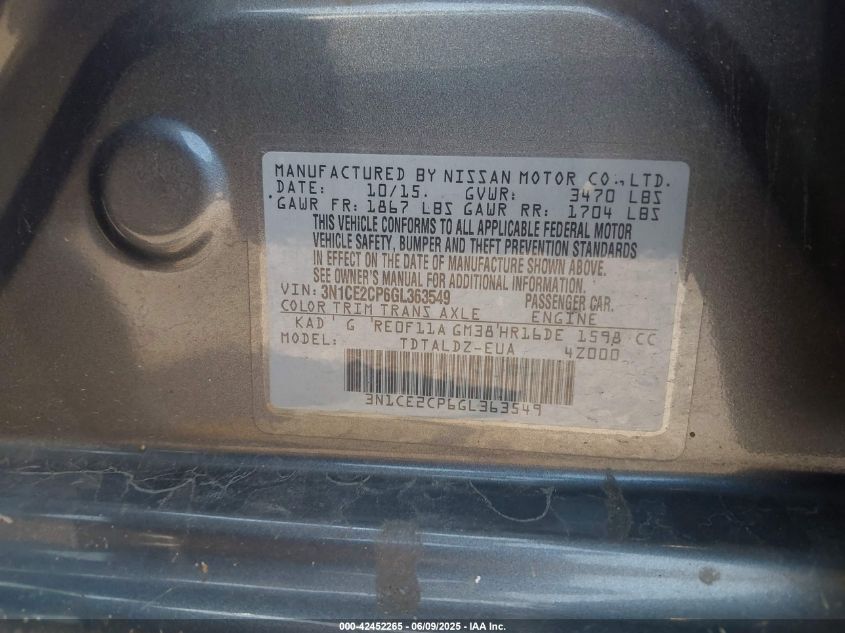 MANUFACTURED BY NISSAN MOTOR CO., LTD.
DATE: 10/15. GVWR: 3470 LBS
GAWR FR: 1867 LBS GAWR RR: 1704 LBS
THIS VEHICLE CONFORMS TO ALL APPLICABLE FEDERAL MOTOR
VEHICLE SAFETY, BUMPER AND THEFT PREVENTION STANDARDS
IN EFFECT ON THE DATE OF MANUFACTURE SHOWN ABOVE.
SEE OWNER'S MANUAL FOR ADDITIONAL INFORMATION.
VIN: 3N1CE2CP6GL363549 PASSENGER CAR.
COLOR TRIM TRANS AXLE ENGINE
KAD G RE0F11A GM38 HR16DE 1598 CC
MODEL: TDTALDZ-EUA 4Z000
3N1CE2CP6GL363549
000-42452265 - 06/09/2025 - IAA Inc.